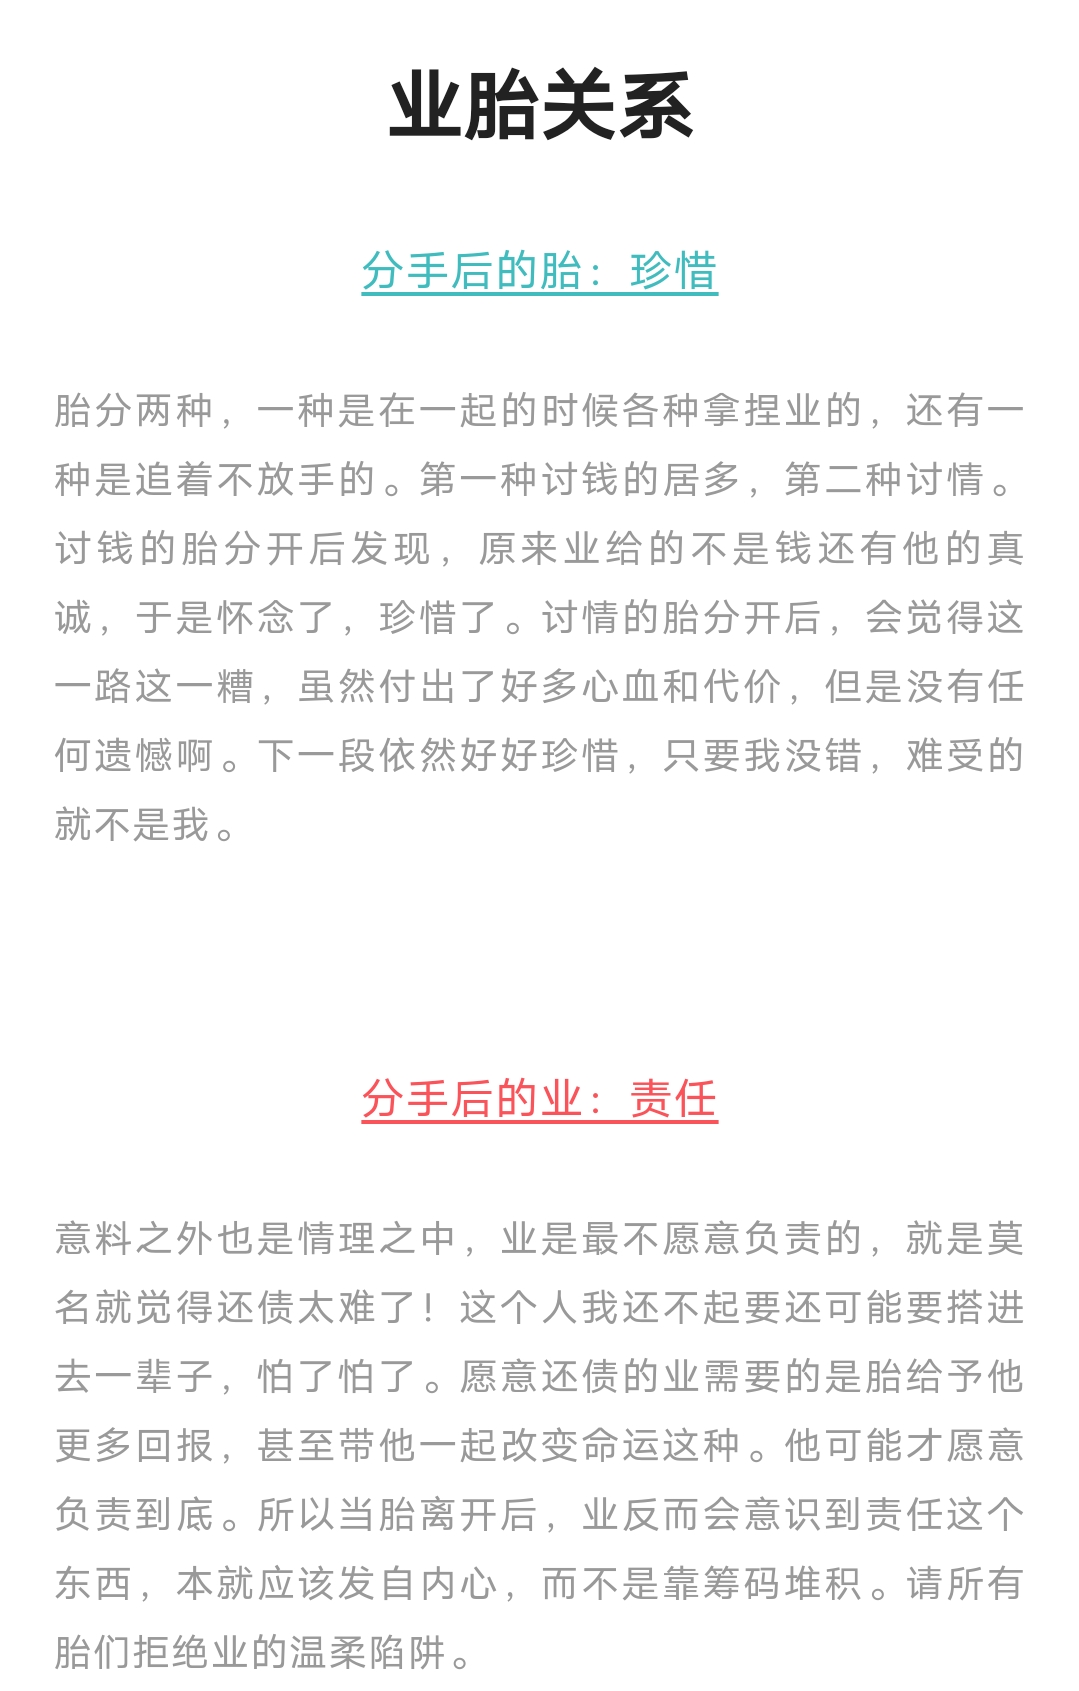 业胎关系
分手后的胎：珍惜
胎分两种，一种是在一起的时候各种拿捏业的，还有一
种是追着不放手的。第一种讨钱的居多，第二种讨情。
讨钱的胎分开后发现，原来业给的不是钱还有他的真
诚，于是怀念了，珍惜了。讨情的胎分开后，会觉得这
一路这一糟，虽然付出了好多心血和代价，但是没有任
何遗憾啊。下一段依然好好珍惜，只要我没错，难受的
就不是我。
分手后的业：责任
意料之外也是情理之中，业是最不愿意负责的，就是莫
名就觉得还债太难了！这个人我还不起要还可能要搭进
去一辈子，怕了怕了。愿意还债的业需要的是胎给予他
更多回报，甚至带他一起改变命运这种。他可能才愿意
负责到底。所以当胎离开后，业反而会意识到责任这个
东西，本就应该发自内心，而不是靠筹码堆积。请所有
胎们拒绝业的温柔陷阱。